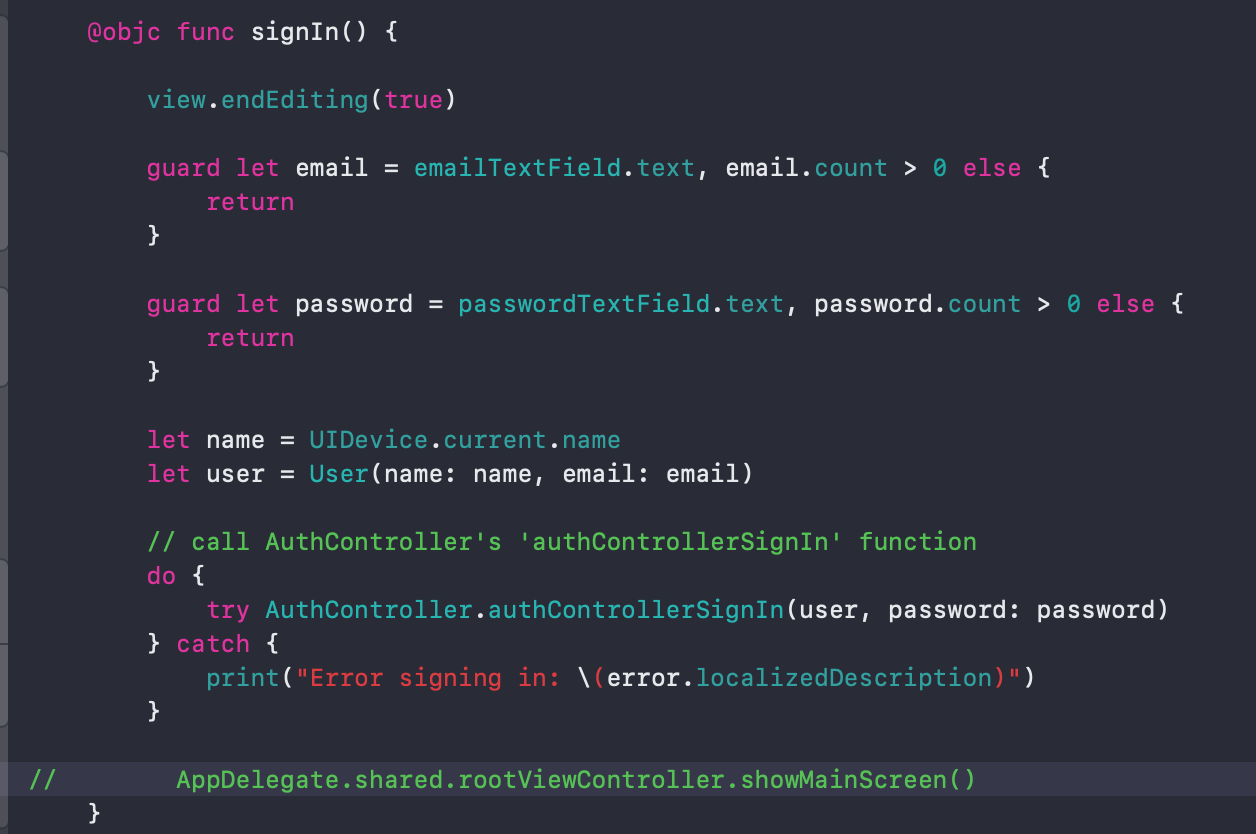 @objc func signIn() {
view.endEditing(true)
guard let email = emailTextField.text, email.count > 0 else {
return
}
guard let password = passwordTextField.text, password.count > 0 else {
return
}
let name = UIDevice.current.name
let user = User(name: name, email: email)
// call AuthController's 'authControllerSignIn' function
do {
try AuthController.authControllerSignIn(user, password: password)
} catch {
print("Error signing in: \(error.localizedDescription)")
}
// AppDelegate.shared.rootViewController.showMainScreen()
}